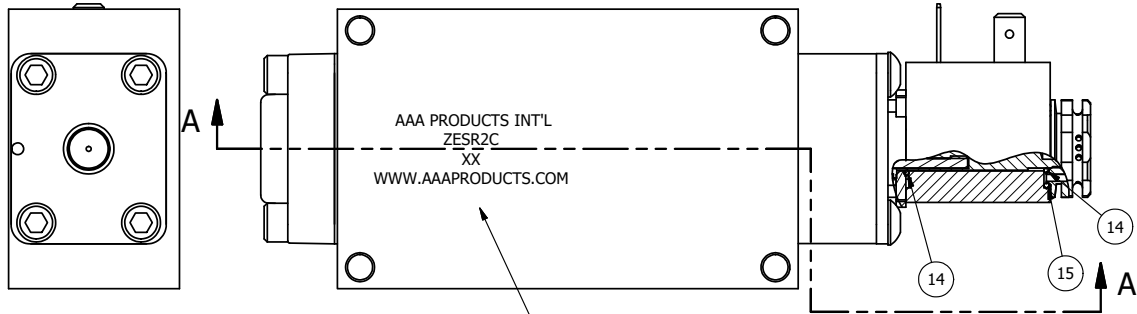 A
AAA PRODUCTS INT'L
ZESR2C
XX
WWW.AAAPRODUCTS.COM
14
14
15
A